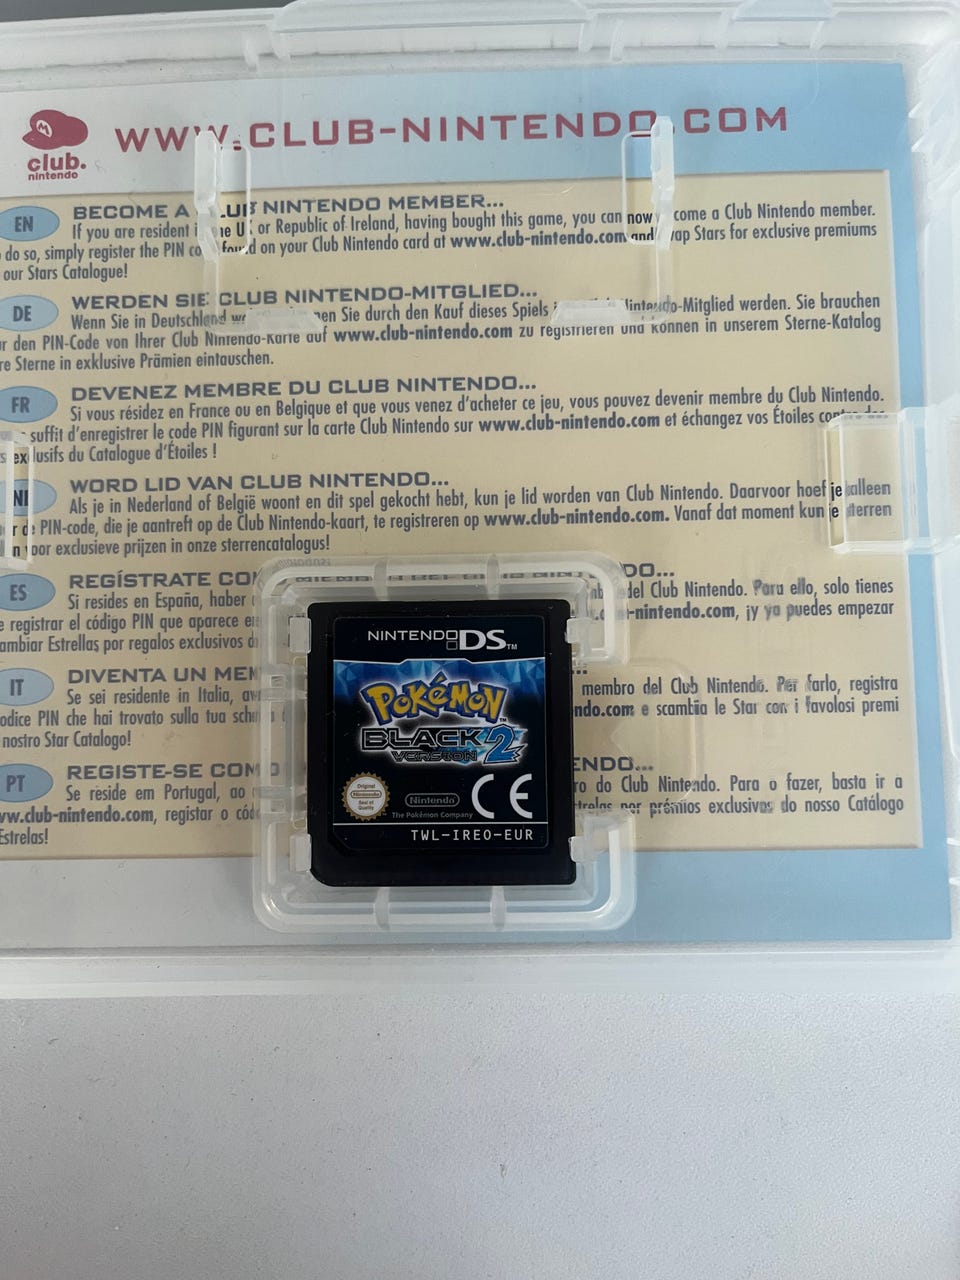 M
club.
nintendo
WWW.CLUB-NINTENDO.COM
EN
BECOME A CLUB NINTENDO MEMBER...
If you are resident in the UK or Republic of Ireland, having bought this game, you can now become a Club Nintendo member.
do so, simply register the PIN code found on your Club Nintendo card at www.club-nintendo.com and swap Stars for exclusive premiums
our Stars Catalogue!
DE
WERDEN SIE CLUB NINTENDO-MITGLIED...
Wenn Sie in Deutschland Sie durch den Kauf dieses Spiels Nintendo-Mitglied werden. Sie brauchen
den PIN-Code von Ihrer Club Nintendo-Karte auf www.club-nintendo.com zu registrieren und können in unserem Sterne-Katalog
re Sterne in exklusive Prämien eintauschen.
FR
DEVENEZ MEMBRE DU CLUB NINTENDO...
Si vous résidez en France ou en Belgique et que vous venez d'acheter ce jeu, vous pouvez devenir membre du Club Nintendo.
suffit d'enregistrer le code PIN figurant sur la carte Club Nintendo sur www.club-nintendo.com et échangez vos Étoiles contre des
exclusifs du Catalogue d'Étoiles !
NL
WORD LID VAN CLUB NINTENDO...
Als je in Nederland of België woont en dit spel gekocht hebt, kun je lid worden van Club Nintendo. Daarvoor hoef je alleen
de PIN-code, die je aantreft op de Club Nintendo-kaart, te registreren op www.club-nintendo.com. Vanaf dat moment kun je sterren
voor exclusieve prijzen in onze sterrencatalogus!
ES
REGÍSTRATE CO DO...
Si resides en España, haber del Club Nintendo. Para ello, solo tienes
e registrar el código PIN que aparece en -nintendo.com, ¡y ya puedes empezar
ambiar Estrellas por regalos exclusivos d
IT
DIVENTA UN MEM ...
Se sei residente in Italia, av membro del Club Nintendo. Per farlo, registra
odice PIN che hai trovato sulla tua sch ndo.com e scambia le Star con i favolosi premi
nostro Star Catalogo!
PT
REGISTE-SE COMO ENDO...
Se reside em Portugal, ao ro do Club Nintendo. Para o fazer, basta ir a
ww.club-nintendo.com, registar o cód trelas por prémios exclusivos do nosso Catálogo
Estrelas!
NINTENDO DS™
POKéMON™
BLACK
VERSION 2
Original
Nintendo
Seal of
Quality
Nintendo
The Pokémon Company
CE
TWL-IREO-EUR